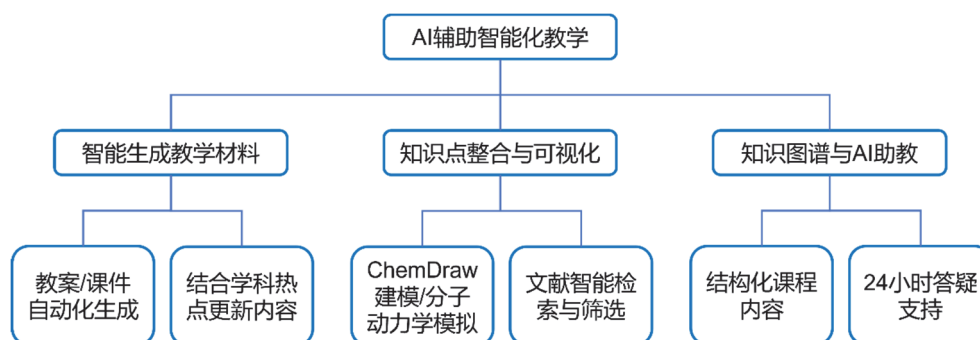 AI辅助智能化教学
智能生成教学材料
知识点整合与可视化
知识图谱与AI助教
教案/课件
自动化生成
结合学科热
点更新内容
ChemDraw
建模/分子
动力学模拟
文献智能检
索与筛选
结构化课程
内容
24小时答疑
支持